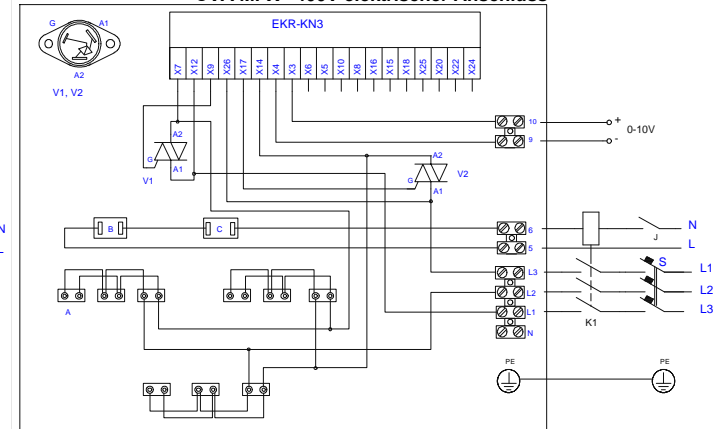 EKR-KN3
G
A1
A2
V1, V2
X7 X12 X9 X26 X17 X14 X4 X3 X6 X5 X10 X8 X16 X15 X18 X25 X20 X22 X24
10
9
+
-
0-10V
A2
G
A1
V1
A2
G
A1
V2
N
B
C
6
5
J
N
L
L3
L2
L1
N
S
L1
L2
L3
K1
A
PE
PE